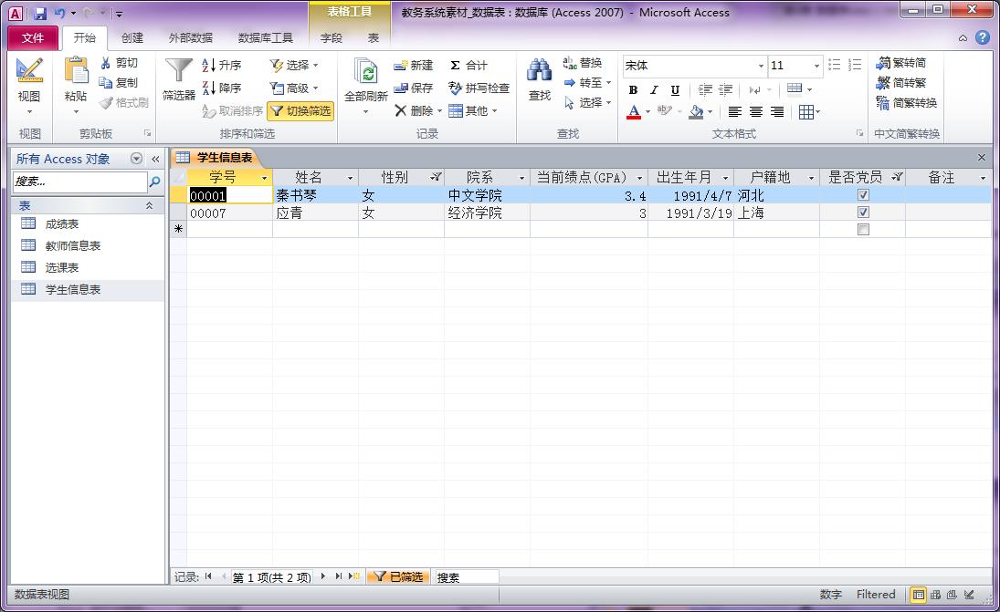 表格工具
教务系统素材_数据表 : 数据库 (Access 2007) - Microsoft Access
文件 开始 创建 外部数据 数据库工具 字段 表
视图
视图
粘贴
剪切
复制
格式刷
剪贴板
筛选器
升序
降序
取消排序
选择
高级
切换筛选
排序和筛选
全部刷新
新建
保存
删除
合计
拼写检查
其他
记录
查找
替换
转至
选择
查找
宋体 11
B I U
文本格式
繁转简
简转繁
简繁转换
中文简繁转换
所有 Access 对象
搜索...
表
成绩表
教师信息表
选课表
学生信息表
学生信息表
学号 姓名 性别 院系 当前绩点(GPA) 出生年月 户籍地 是否党员 备注
00001 秦书琴 女 中文学院 3.4 1991/4/7 河北
00007 应青 女 经济学院 3 1991/3/19 上海
记录: 第 1 项(共 2 项) 已筛选 搜索
数据表视图 数字 Filtered